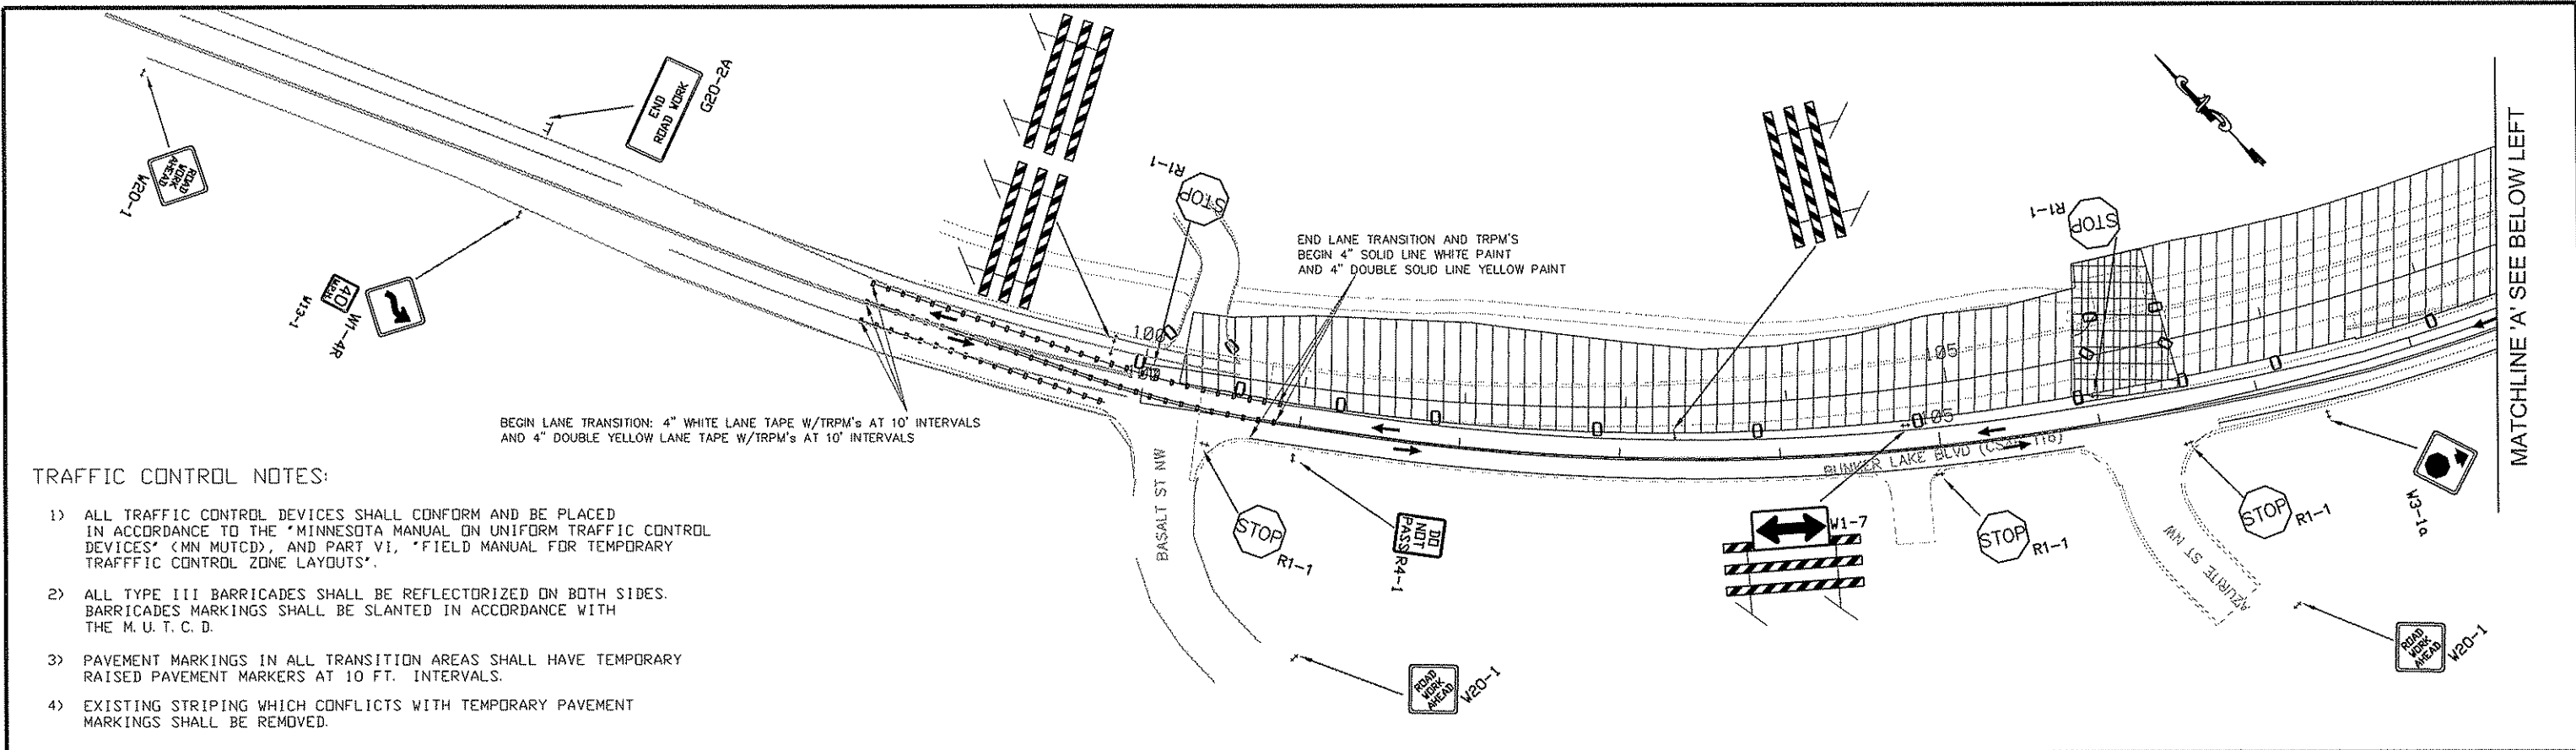 END
ROAD WORK
G20-2A
ROAD
WORK
AHEAD
W20-1
40
MPH
W13-1
W1-4R
R1-1
STOP
END LANE TRANSITION AND TRPM'S
BEGIN 4" SOLID LINE WHITE PAINT
AND 4" DOUBLE SOLID LINE YELLOW PAINT
R1-1
STOP
MATCHLINE 'A' SEE BELOW LEFT
100
105
105
BEGIN LANE TRANSITION: 4" WHITE LANE TAPE W/TRPM's AT 10' INTERVALS
AND 4" DOUBLE YELLOW LANE TAPE W/TRPM's AT 10' INTERVALS
BUNKER LAKE BLVD
BASALT ST NW
STOP
R1-1
DO
NOT
PASS
R4-1
W1-7
STOP
R1-1
STOP
R1-1
W3-1a
AZURITE ST NW
ROAD
WORK
AHEAD
W20-1
ROAD
WORK
AHEAD
W20-1
TRAFFIC CONTROL NOTES:
1) ALL TRAFFIC CONTROL DEVICES SHALL CONFORM AND BE PLACED
IN ACCORDANCE TO THE "MINNESOTA MANUAL ON UNIFORM TRAFFIC CONTROL
DEVICES" (MN MUTCD), AND PART VI, "FIELD MANUAL FOR TEMPORARY
TRAFFFIC CONTROL ZONE LAYOUTS".
2) ALL TYPE III BARRICADES SHALL BE REFLECTORIZED ON BOTH SIDES.
BARRICADES MARKINGS SHALL BE SLANTED IN ACCORDANCE WITH
THE M. U. T. C. D.
3) PAVEMENT MARKINGS IN ALL TRANSITION AREAS SHALL HAVE TEMPORARY
RAISED PAVEMENT MARKERS AT 10 FT. INTERVALS.
4) EXISTING STRIPING WHICH CONFLICTS WITH TEMPORARY PAVEMENT
MARKINGS SHALL BE REMOVED.